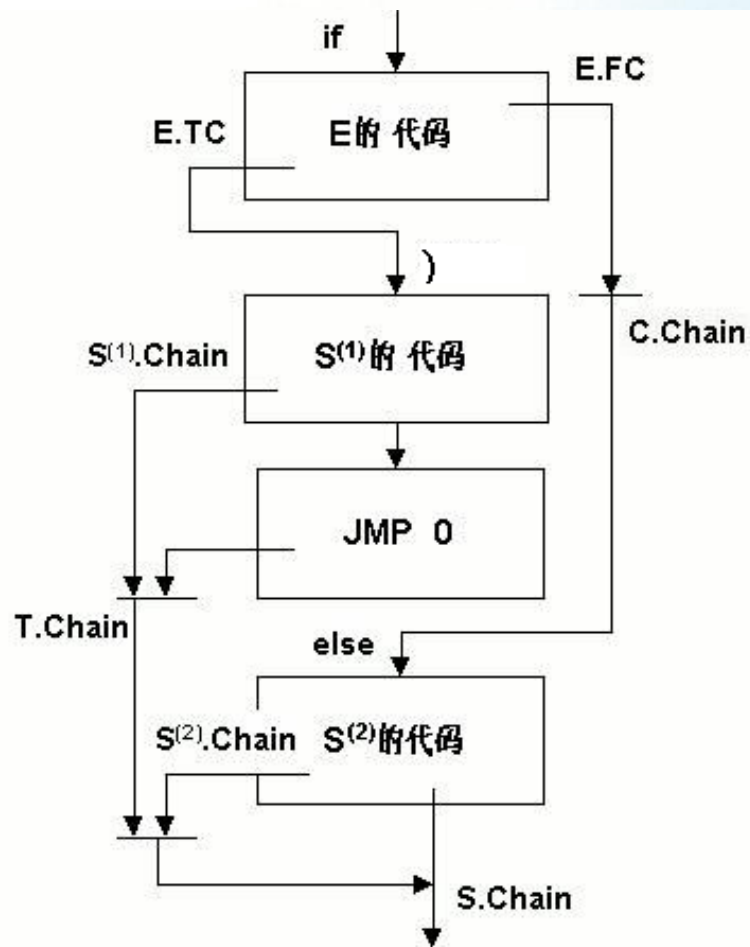 if
E.FC
E.TC
E的 代码
)
C.Chain
S(1).Chain
S(1)的 代码
JMP 0
T.Chain
else
S(2).Chain
S(2)的代码
S.Chain